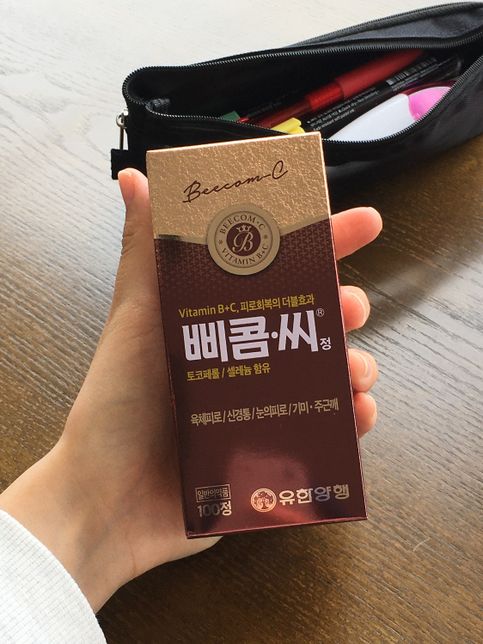 Beecom-C
BEECOM·C
B
VITAMIN B+C
Vitamin B+C, 피로회복의 더블효과
삐콤·씨® 정
토코페롤 / 셀레늄 함유
육체피로 / 신경통 / 눈의피로 / 기미·주근깨
일반의약품
100정
유한양행